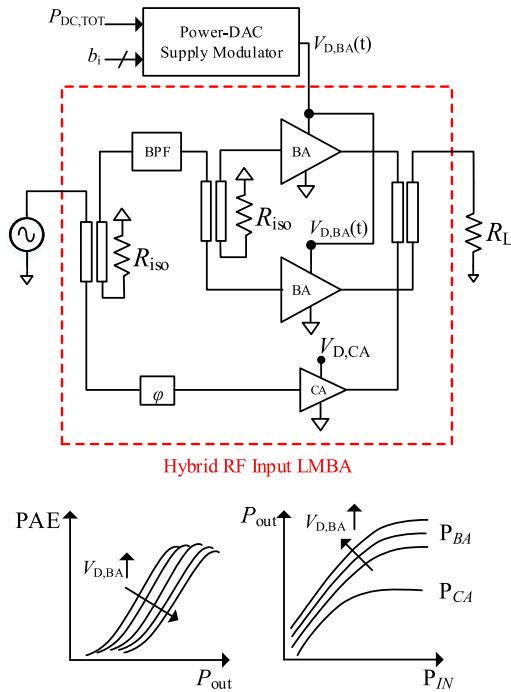 P_DC,TOT
b_i
Power-DAC
Supply Modulator
V_D,BA(t)
BPF
BA
R_iso
R_iso
V_D,BA(t)
BA
R_L
V_D,CA
φ
CA
Hybrid RF Input LMBA
PAE
V_D,BA
P_out
P_out
V_D,BA
P_BA
P_CA
P_IN